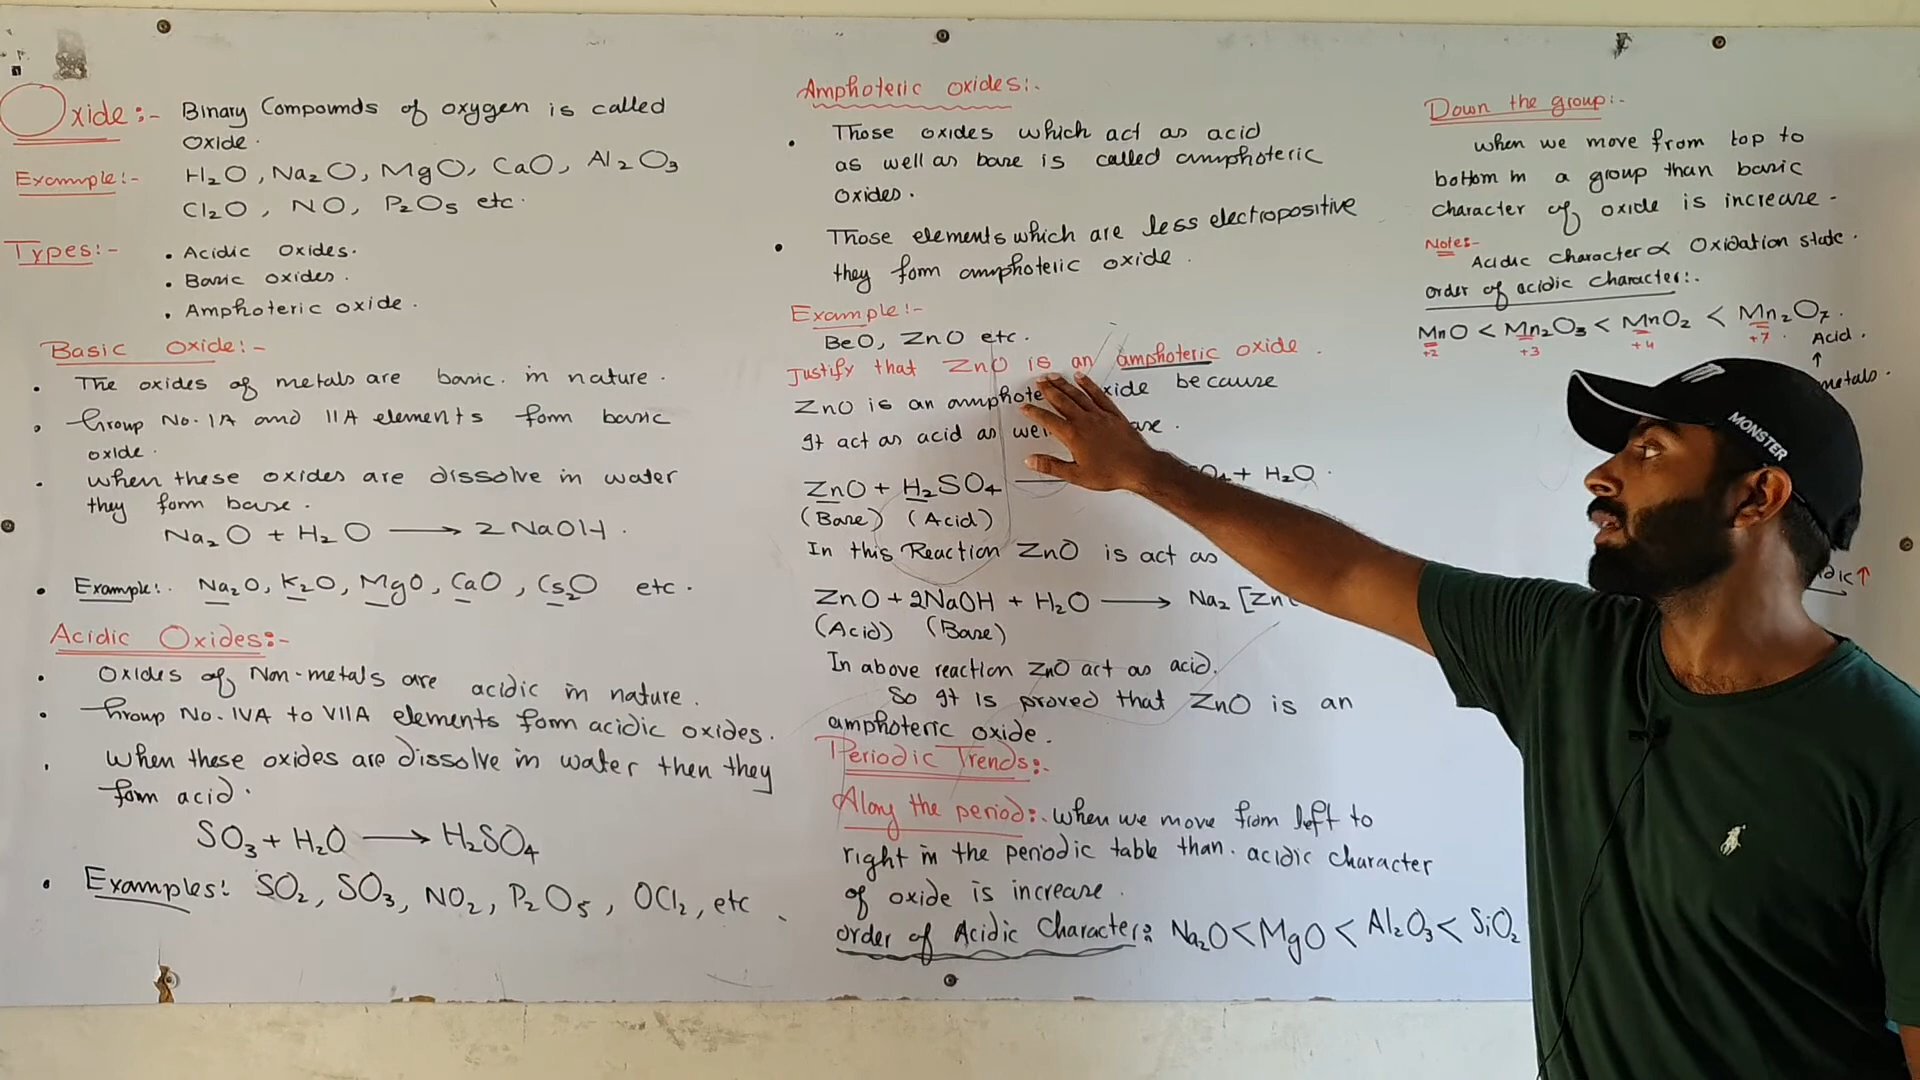 Oxide:- Binary Compounds of oxygen is called
oxide.
Example:- H₂O, Na₂O, MgO, CaO, Al₂O₃
Cl₂O, NO, P₂O₅ etc.
Types:- • Acidic Oxides.
• Basic oxides.
• Amphoteric oxide.
Basic Oxide:-
• The oxides of metals are basic in nature.
• Group No. IA and IIA elements form basic
oxide.
• when these oxides are dissolve in water
they form base.
Na₂O + H₂O ⟶ 2NaOH.
• Example:. Na₂O, K₂O, MgO, CaO, Cs₂O etc.
Acidic Oxides:-
• Oxides of Non-metals are acidic in nature.
• Group No. IVA to VIIA elements form acidic oxides.
• When these oxides are dissolve in water then they
form acid.
SO₃ + H₂O ⟶ H₂SO₄
• Examples: SO₂, SO₃, NO₂, P₂O₅, OCl₂, etc.
Amphoteric oxides:-
• Those oxides which act as acid
as well as base is called amphoteric
oxides.
• Those elements which are less electropositive
they form amphoteric oxide.
Example:-
BeO, ZnO etc.
Justify that ZnO is an amphoteric oxide.
ZnO is an amphote xide because
It act as acid as wel ase.
ZnO + H₂SO₄ ⟶ + H₂O.
(Base) (Acid)
In this Reaction ZnO is act as
ZnO + 2NaOH + H₂O ⟶ Na₂[Zn
(Acid) (Base)
In above reaction ZnO act as acid.
So It is proved that ZnO is an
amphoteric oxide.
Periodic Trends:-
Along the period:. when we move from left to
right in the periodic table than. acidic character
of oxide is increase.
order of Acidic Character: Na₂O < MgO < Al₂O₃ < SiO₂
Down the group:-
when we move from top to
bottom in a group than basic
character of oxide is increase.
Note:-
Acidic character ∝ Oxidation state.
order of acidic character:.
MnO < Mn₂O₃ < MnO₂ < Mn₂O₇.
+2 +3 +4 +7
Acid.
↑
metals.
↑
MONSTER